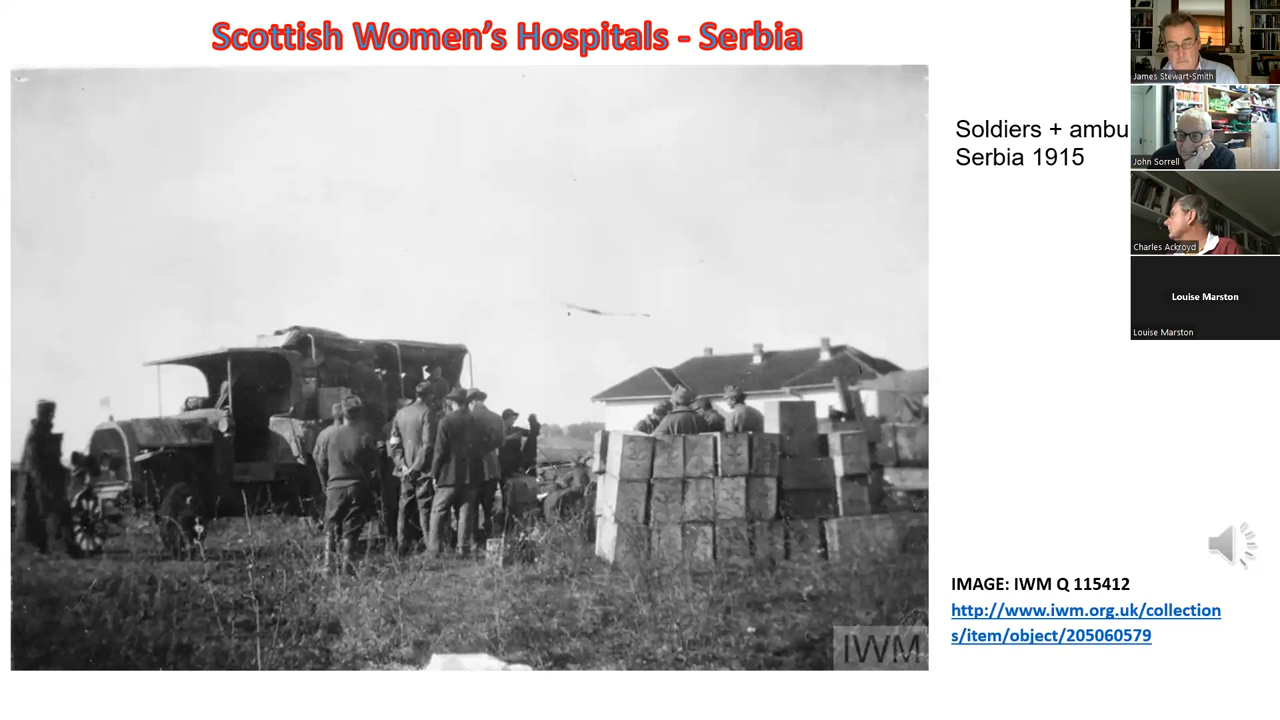 Scottish Women's Hospitals - Serbia
Soldiers + ambu
Serbia 1915
IMAGE: IWM Q 115412
http://www.iwm.org.uk/collection
s/item/object/205060579
IWM
James Stewart-Smith
John Sorrell
Charles Ackroyd
Louise Marston
Louise Marston